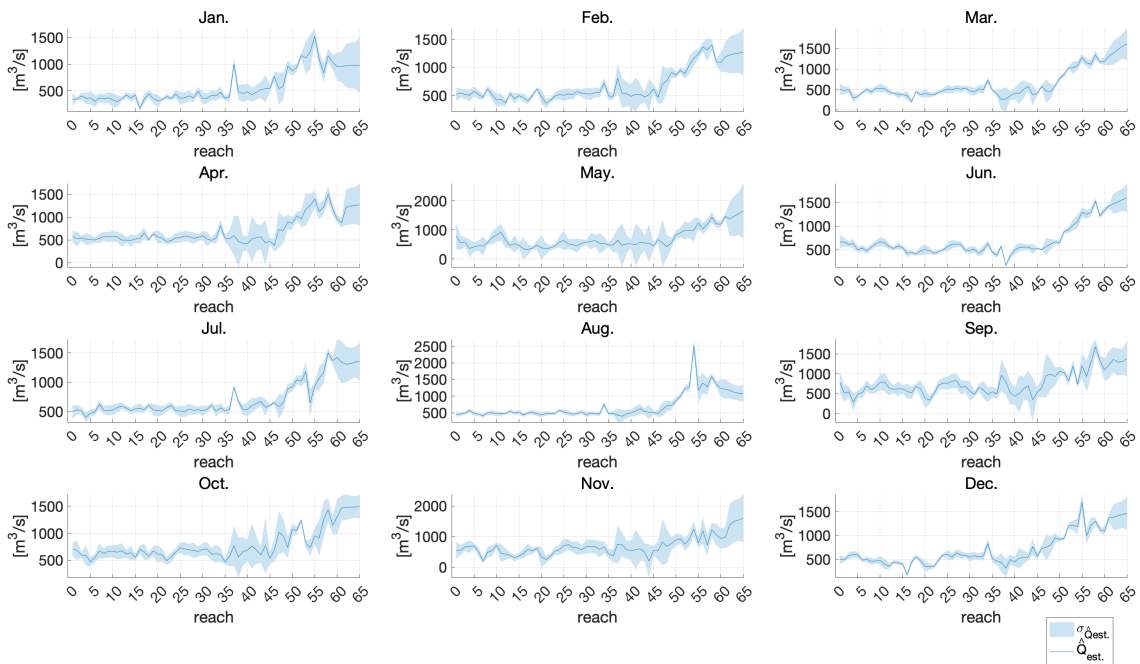 Jan. Feb. Mar.
[m³/s] 1500 1000 500 [m³/s] 1500 1000 500 [m³/s] 1500 1000 500 0
0 5 10 15 20 25 30 35 40 45 50 55 60 65 0 5 10 15 20 25 30 35 40 45 50 55 60 65 0 5 10 15 20 25 30 35 40 45 50 55 60 65
reach reach reach
Apr. May. Jun.
[m³/s] 1500 1000 500 0 [m³/s] 2000 1000 0 [m³/s] 1500 1000 500
0 5 10 15 20 25 30 35 40 45 50 55 60 65 0 5 10 15 20 25 30 35 40 45 50 55 60 65 0 5 10 15 20 25 30 35 40 45 50 55 60 65
reach reach reach
Jul. Aug. Sep.
[m³/s] 1500 1000 500 [m³/s] 2500 2000 1500 1000 500 [m³/s] 1500 1000 500 0
0 5 10 15 20 25 30 35 40 45 50 55 60 65 0 5 10 15 20 25 30 35 40 45 50 55 60 65 0 5 10 15 20 25 30 35 40 45 50 55 60 65
reach reach reach
Oct. Nov. Dec.
[m³/s] 1500 1000 500 [m³/s] 2000 1000 0 [m³/s] 1500 1000 500
0 5 10 15 20 25 30 35 40 45 50 55 60 65 0 5 10 15 20 25 30 35 40 45 50 55 60 65 0 5 10 15 20 25 30 35 40 45 50 55 60 65
reach reach reach
σQ̂est.
Q̂est.